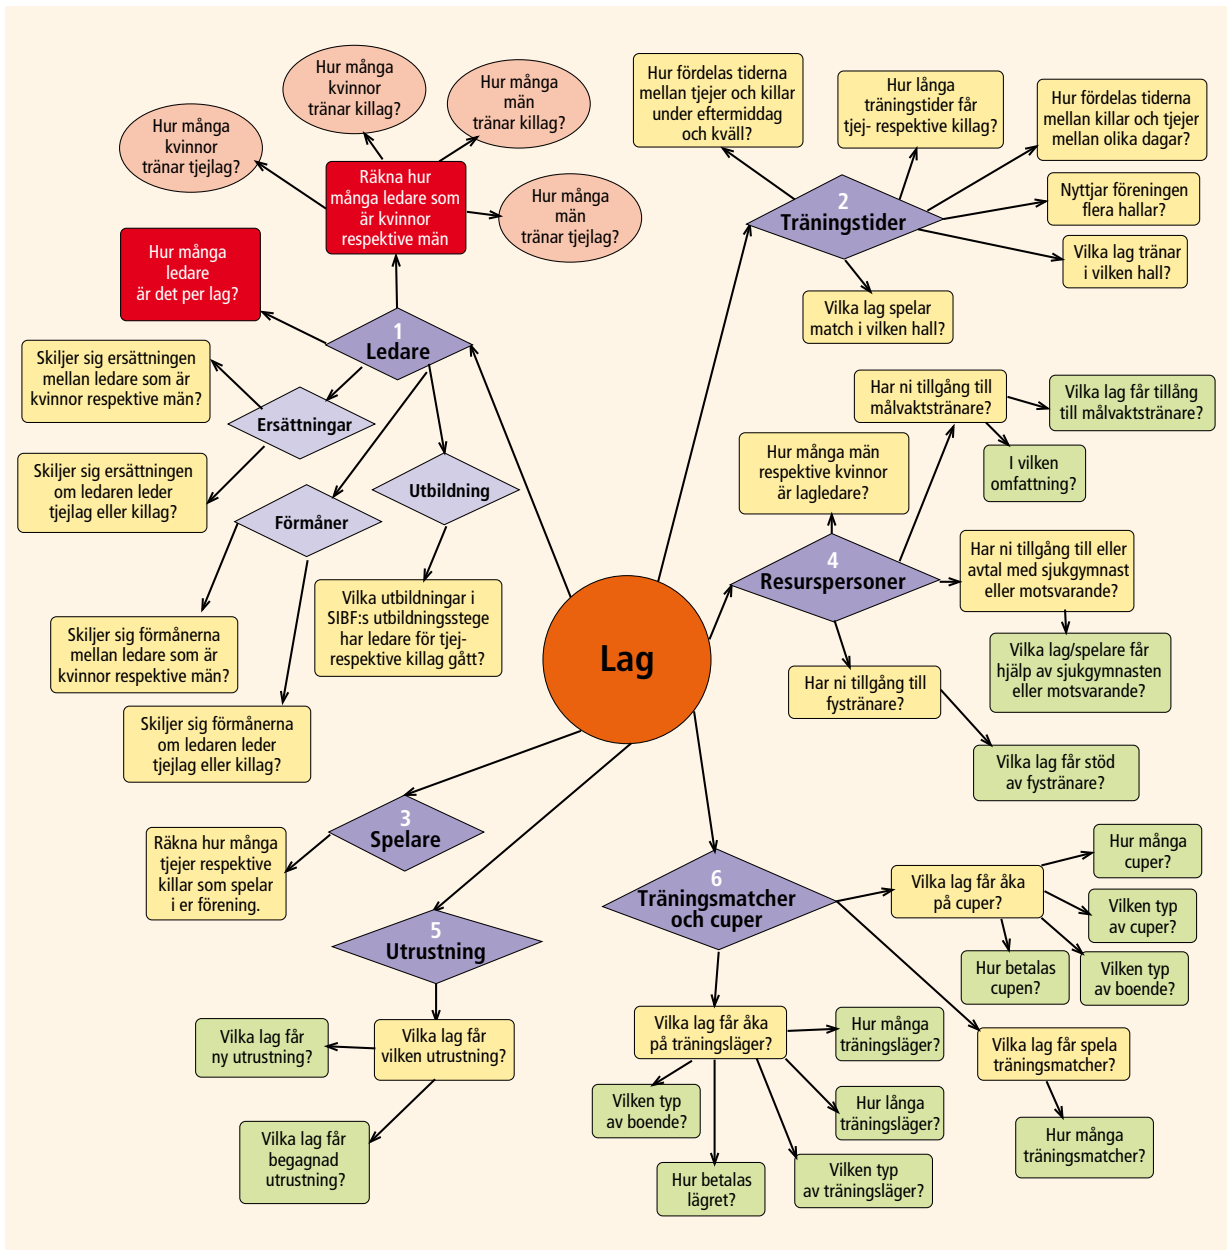 Hur många
kvinnor
tränar killag?
Hur många
män
tränar killag?
Hur många
kvinnor
tränar tjejlag?
Räkna hur
många ledare som
är kvinnor
respektive män
Hur många
män
tränar tjejlag?
Hur många
ledare
är det per lag?
1
Ledare
Skiljer sig ersättningen
mellan ledare som är
kvinnor respektive män?
Ersättningar
Skiljer sig ersättningen
om ledaren leder
tjejlag eller killag?
Förmåner
Utbildning
Skiljer sig förmånerna
mellan ledare som är
kvinnor respektive män?
Skiljer sig förmånerna
om ledaren leder
tjejlag eller killag?
Vilka utbildningar i
SIBF:s utbildningsstege
har ledare för tjej-
respektive killag gått?
Lag
Hur fördelas tiderna
mellan tjejer och killar
under eftermiddag
och kväll?
Hur långa
träningstider får
tjej- respektive killag?
Hur fördelas tiderna
mellan killar och tjejer
mellan olika dagar?
2
Träningstider
Nyttjar föreningen
flera hallar?
Vilka lag tränar
i vilken hall?
Vilka lag spelar
match i vilken hall?
Har ni tillgång till
målvaktstränare?
Vilka lag får tillång
till målvaktstränare?
I vilken
omfattning?
Hur många män
respektive kvinnor
är lagledare?
4
Resurspersoner
Har ni tillgång till eller
avtal med sjukgymnast
eller motsvarande?
Vilka lag/spelare får
hjälp av sjukgymnasten
eller motsvarande?
Har ni tillgång till
fystränare?
Vilka lag får stöd
av fystränare?
3
Spelare
Räkna hur många
tjejer respektive
killar som spelar
i er förening.
5
Utrustning
Vilka lag får
vilken utrustning?
Vilka lag får
ny utrustning?
Vilka lag får
begagnad
utrustning?
6
Träningsmatcher
och cuper
Vilka lag får åka
på cuper?
Hur många
cuper?
Vilken typ
av cuper?
Vilken typ
av boende?
Hur betalas
cupen?
Vilka lag får spela
träningsmatcher?
Hur många
träningsmatcher?
Vilka lag får åka
på träningsläger?
Hur många
träningsläger?
Hur långa
träningsläger?
Vilken typ
av träningsläger?
Hur betalas
lägret?
Vilken typ
av boende?